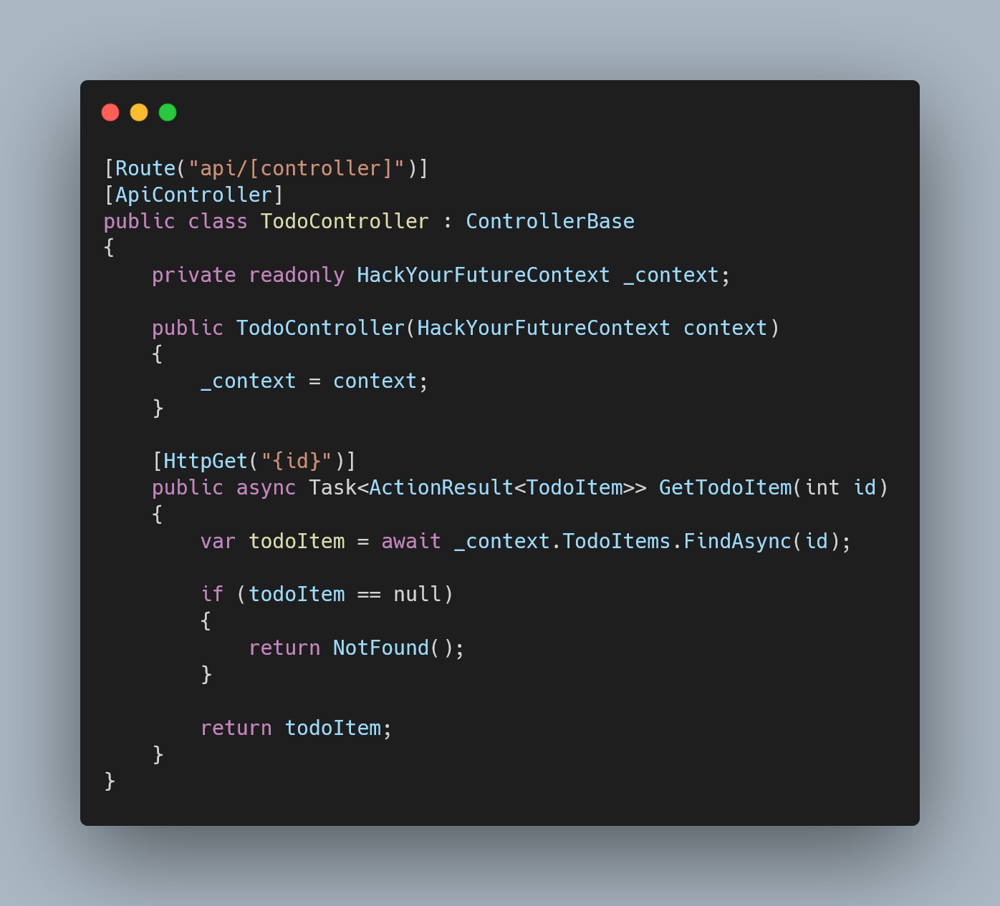 [Route("api/[controller]")]
[ApiController]
public class TodoController : ControllerBase
{
    private readonly HackYourFutureContext _context;

    public TodoController(HackYourFutureContext context)
    {
        _context = context;
    }

    [HttpGet("{id}")]
    public async Task<ActionResult<TodoItem>> GetTodoItem(int id)
    {
        var todoItem = await _context.TodoItems.FindAsync(id);

        if (todoItem == null)
        {
            return NotFound();
        }

        return todoItem;
    }
}